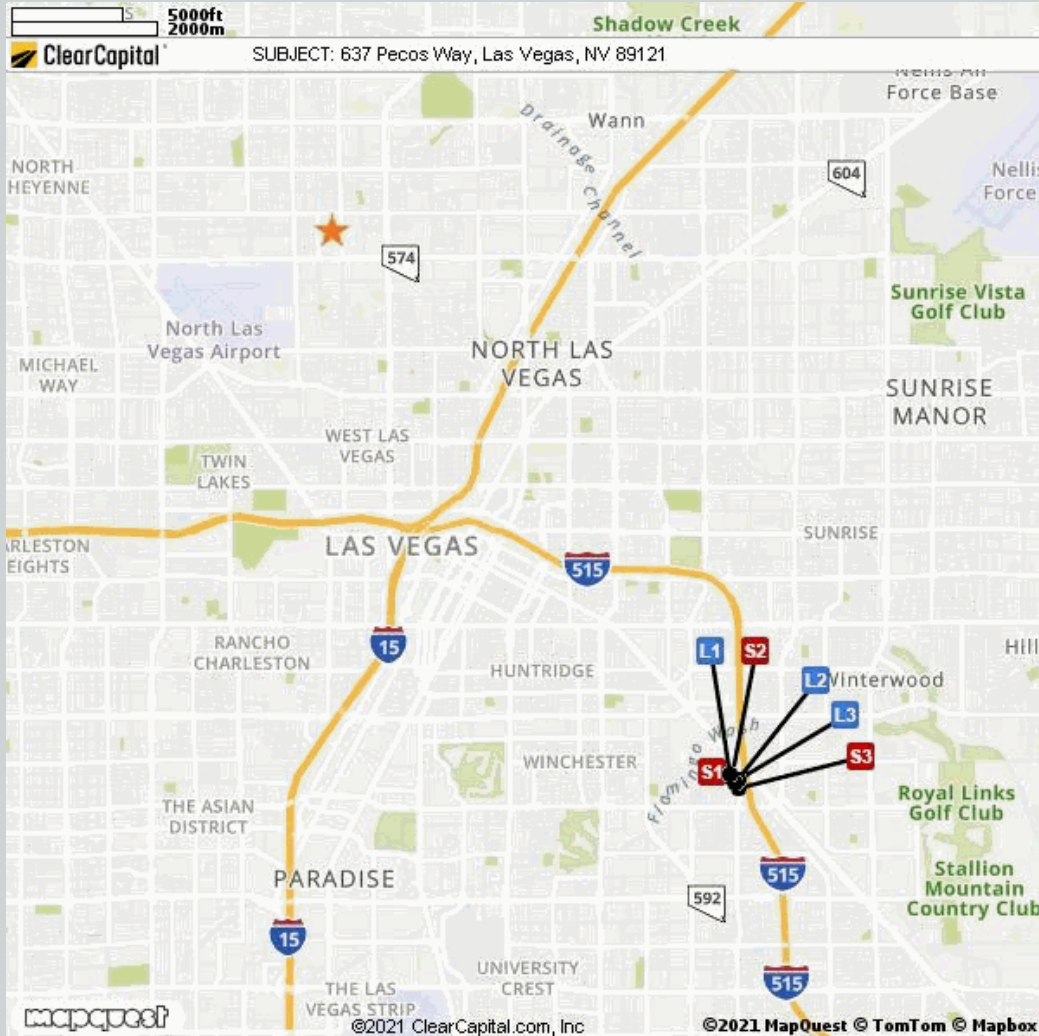 5000ft
2000m
Shadow Creek
ClearCapital
SUBJECT: 637 Pecos Way, Las Vegas, NV 89121
Nellis Air
Force Base
Wann
Drainage Channel
NORTH
HEYENNE
604
Nellis
Force
574
Sunrise Vista
Golf Club
North Las
Vegas Airport
NORTH LAS
VEGAS
MICHAEL
WAY
SUNRISE
MANOR
WEST LAS
VEGAS
TWIN
LAKES
SUNRISE
ARLESTON
EIGHTS
LAS VEGAS
515
15
RANCHO
CHARLESTON
HUNTRIDGE
L1
S2
Hill
L2
Winterwood
L3
Flamingo Wash
S3
S1
WINCHESTER
THE ASIAN
DISTRICT
Royal Links
Golf Club
PARADISE
515
Stallion
Mountain
Country Club
592
15
UNIVERSITY
CREST
515
THE LAS
VEGAS STRIP
mapquest
©2021 ClearCapital.com, Inc
©2021 MapQuest © TomTom © Mapbox